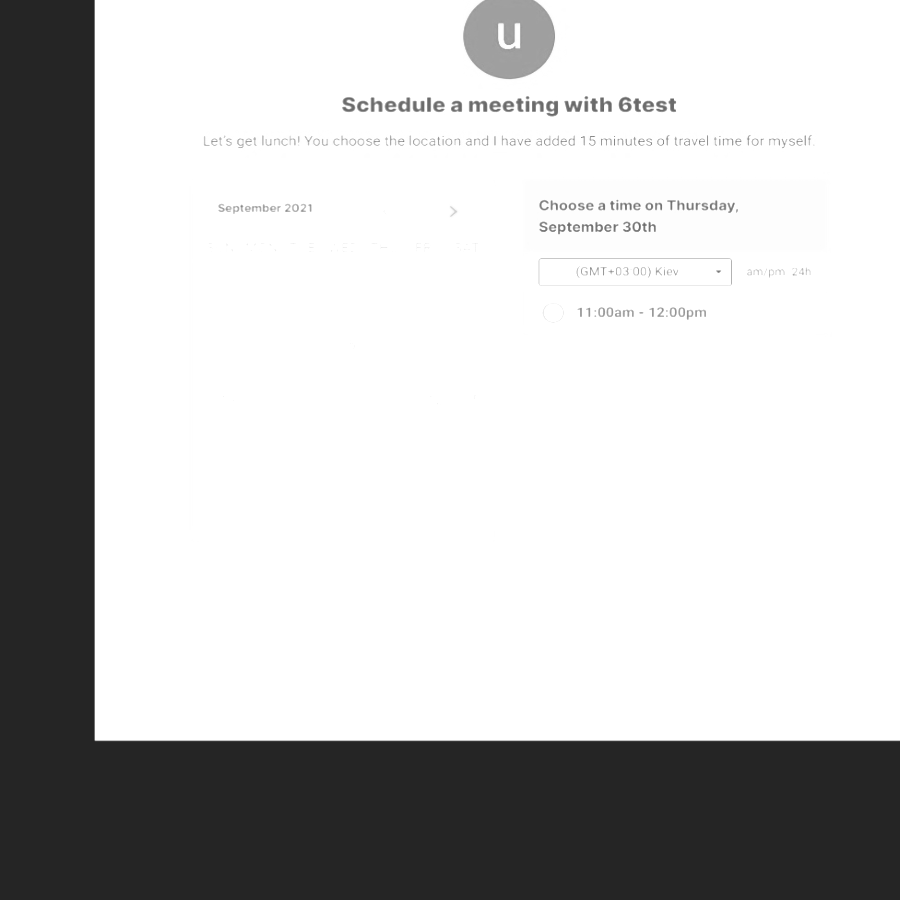 u
Schedule a meeting with 6test
Let's get lunch! You choose the location and I have added 15 minutes of travel time for myself.
September 2021
Choose a time on Thursday,
September 30th
(GMT+03:00) Kiev
am/pm 24h
11:00am - 12:00pm